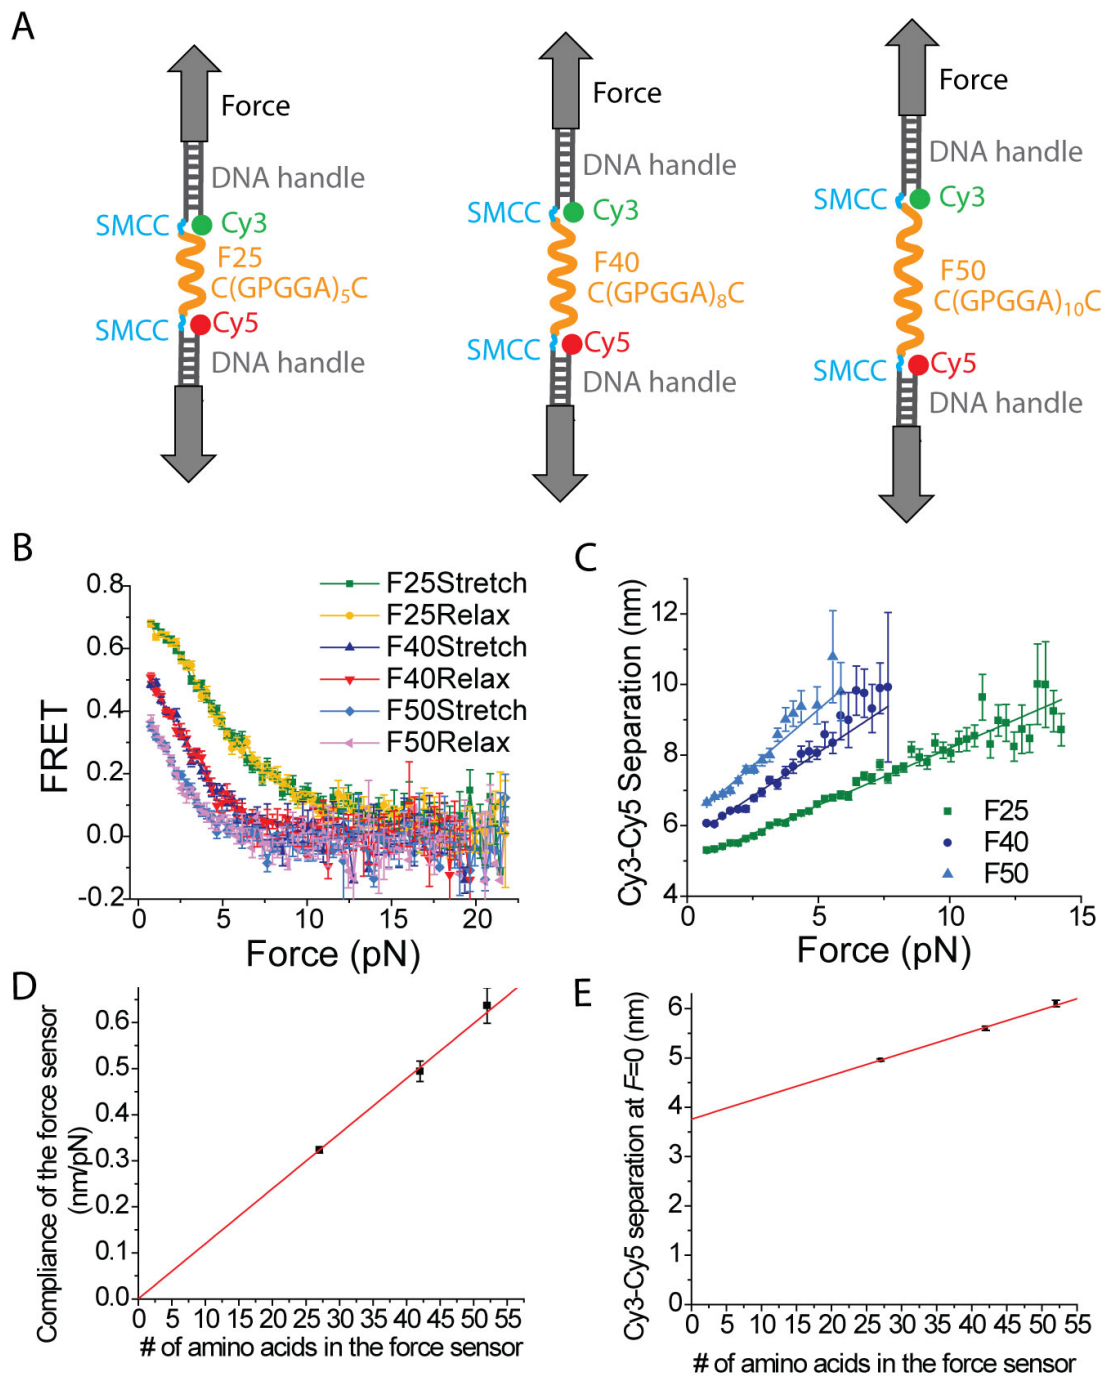 A
Force
DNA handle
SMCC
Cy3
F25
C(GPGGA)5C
SMCC
Cy5
DNA handle
Force
DNA handle
SMCC
Cy3
F40
C(GPGGA)8C
SMCC
Cy5
DNA handle
Force
DNA handle
SMCC
Cy3
F50
C(GPGGA)10C
SMCC
Cy5
DNA handle
B
FRET
0.8
0.6
0.4
0.2
0.0
-0.2
F25Stretch
F25Relax
F40Stretch
F40Relax
F50Stretch
F50Relax
0 5 10 15 20
Force (pN)
C
Cy3-Cy5 Separation (nm)
12
10
8
6
4
F25
F40
F50
0 5 10 15
Force (pN)
D
Compliance of the force sensor
(nm/pN)
0.6
0.5
0.4
0.3
0.2
0.1
0.0
0 5 10 15 20 25 30 35 40 45 50 55
# of amino acids in the force sensor
E
Cy3-Cy5 separation at F=0 (nm)
6
5
4
3
2
1
0
0 5 10 15 20 25 30 35 40 45 50 55
# of amino acids in the force sensor